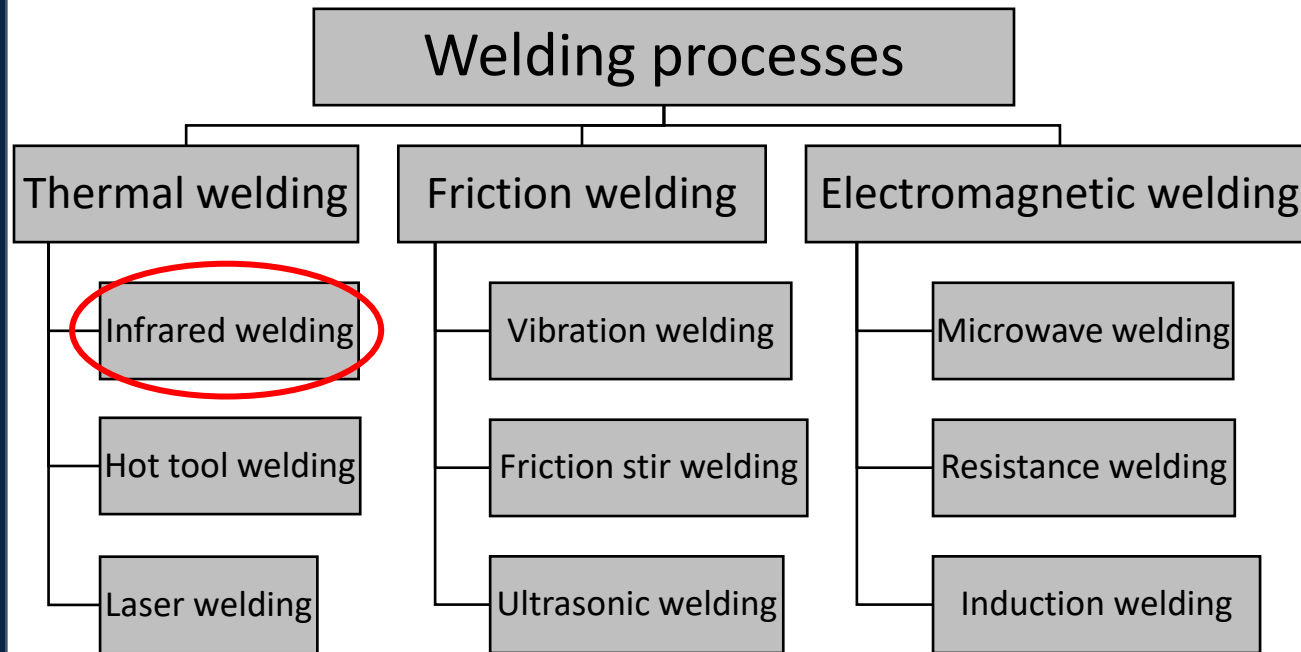 Welding processes
Thermal welding
Friction welding
Electromagnetic welding
Infrared welding
Vibration welding
Microwave welding
Hot tool welding
Friction stir welding
Resistance welding
Laser welding
Ultrasonic welding
Induction welding